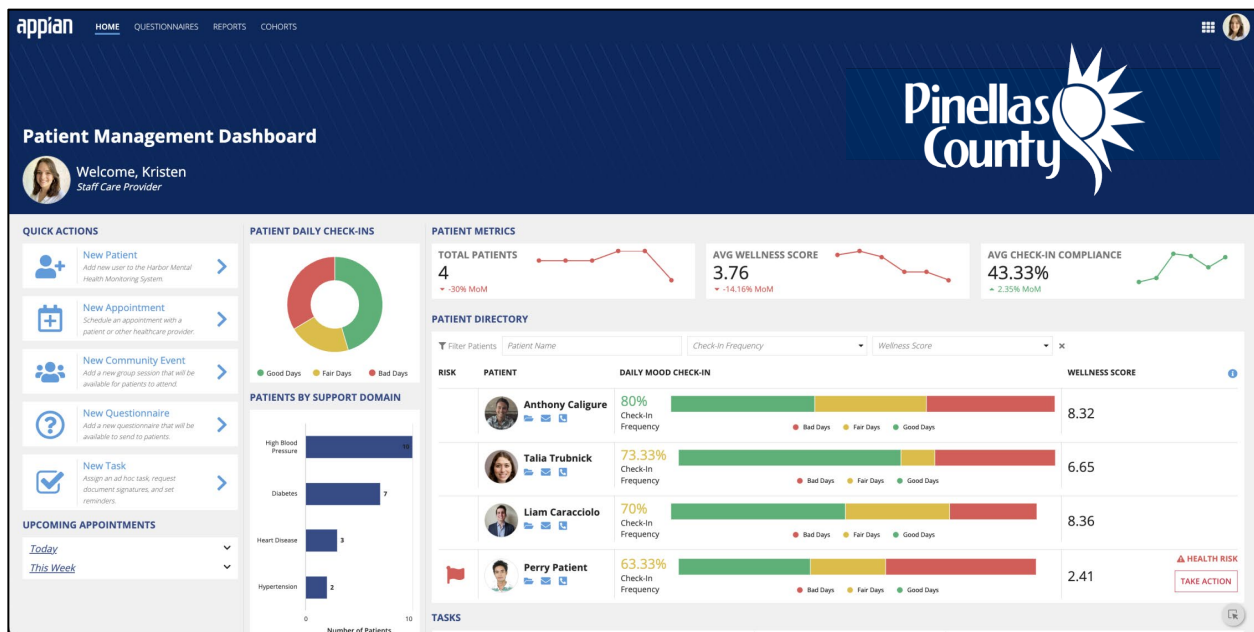 appian
HOME QUESTIONNAIRES REPORTS COHORTS
Pinellas
County
Patient Management Dashboard
Welcome, Kristen
Staff Care Provider
QUICK ACTIONS
New Patient
Add new user to the Harbor Mental
Health Monitoring System.
New Appointment
Schedule an appointment with a
patient or other healthcare provider.
New Community Event
Add a new group session that will be
available for patients to attend.
New Questionnaire
Add a new questionnaire that will be
available to send to patients.
New Task
Assign an ad hoc task, request
document signatures, and set
reminders.
UPCOMING APPOINTMENTS
Today
This Week
PATIENT DAILY CHECK-INS
Good Days Fair Days Bad Days
PATIENTS BY SUPPORT DOMAIN
High Blood
Pressure
10
Diabetes
7
Heart Disease
3
Hypertension
2
0 10
Number of Patients
PATIENT METRICS
TOTAL PATIENTS
4
-30% MoM
AVG WELLNESS SCORE
3.76
-14.16% MoM
AVG CHECK-IN COMPLIANCE
43.33%
2.35% MoM
PATIENT DIRECTORY
Filter Patients Patient Name Check-In Frequency Wellness Score
RISK PATIENT DAILY MOOD CHECK-IN WELLNESS SCORE
Anthony Caligure
80%
Check-In
Frequency
Bad Days Fair Days Good Days
8.32
Talia Trubnick
73.33%
Check-In
Frequency
Bad Days Fair Days Good Days
6.65
Liam Caracciolo
70%
Check-In
Frequency
Bad Days Fair Days Good Days
8.36
Perry Patient
63.33%
Check-In
Frequency
Bad Days Fair Days Good Days
2.41
HEALTH RISK
TAKE ACTION
TASKS